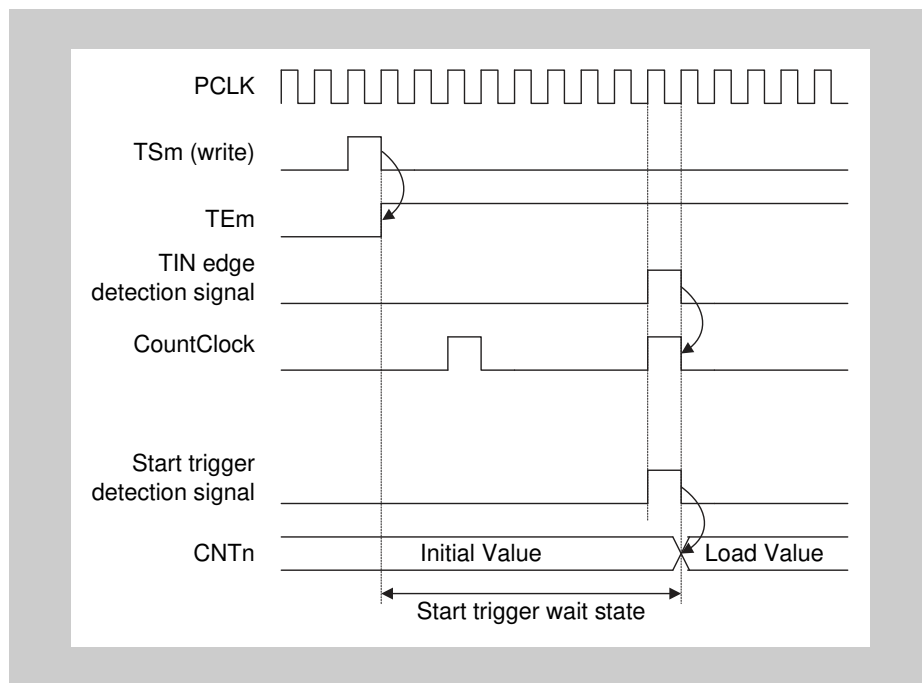 PCLK
TSm (write)
TEm
TIN edge
detection signal
CountClock
Start trigger
detection signal
CNTn
Initial Value
Load Value
Start trigger wait state